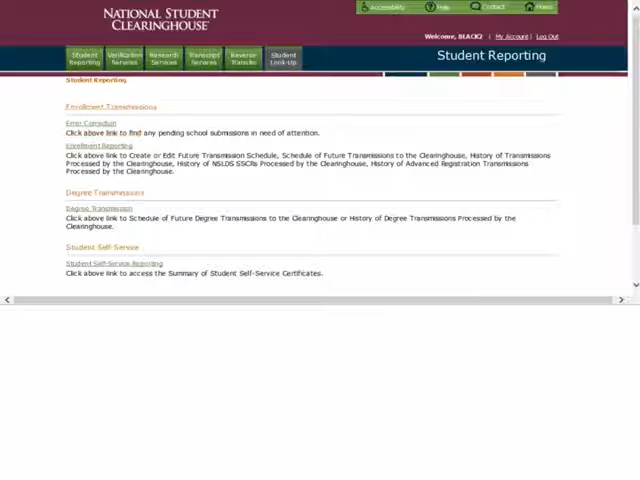 Accessibility Help Contact Home
NATIONAL STUDENT
CLEARINGHOUSE
Welcome, BLACK2 | My Account | Log Out
Student Reporting
Verification Services
Research Services
Transcript Services
Reverse Transfer
Student Look-Up
Student Reporting
Student Reporting
Enrollment Transmissions
Error Correction
Click above link to find any pending school submissions in need of attention.
Enrollment Reporting
Click above link to Create or Edit Future Transmission Schedule, Schedule of Future Transmissions to the Clearinghouse, History of Transmissions
Processed by the Clearinghouse, History of NSLDS SSCRs Processed by the Clearinghouse, History of Advanced Registration Transmissions
Processed by the Clearinghouse.
Degree Transmissions
Degree Transmission
Click above link to Schedule of Future Degree Transmissions to the Clearinghouse or History of Degree Transmissions Processed by the
Clearinghouse.
Student Self-Service
Student Self-Service Reporting
Click above link to access the Summary of Student Self-Service Certificates.